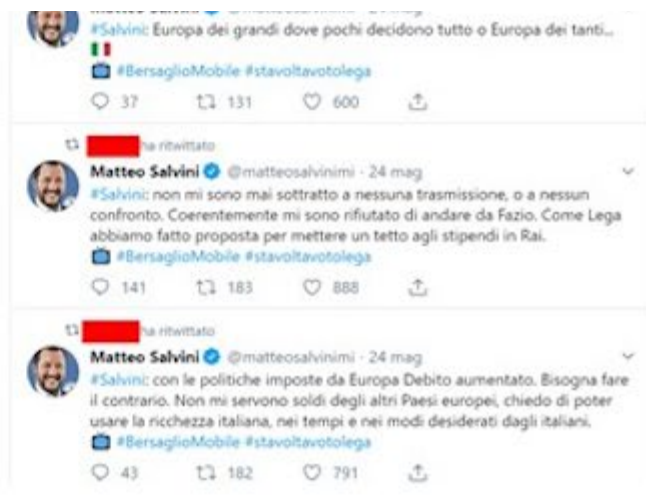 Matteo Salvini @matteosalvinimi · 24 mag
#Salvini: Europa dei grandi dove pochi decidono tutto o Europa dei tanti...
#BersaglioMobile #stavoltavotolega
37 131 600
ha ritwittato
Matteo Salvini @matteosalvinimi · 24 mag
#Salvini: non mi sono mai sottratto a nessuna trasmissione, o a nessun
confronto. Coerentemente mi sono rifiutato di andare da Fazio. Come Lega
abbiamo fatto proposta per mettere un tetto agli stipendi in Rai.
#BersaglioMobile #stavoltavotolega
141 183 888
ha ritwittato
Matteo Salvini @matteosalvinimi · 24 mag
#Salvini: con le politiche imposte da Europa Debito aumentato. Bisogna fare
il contrario. Non mi servono soldi degli altri Paesi europei, chiedo di poter
usare la ricchezza italiana, nei tempi e nei modi desiderati dagli italiani.
#BersaglioMobile #stavoltavotolega
43 182 791